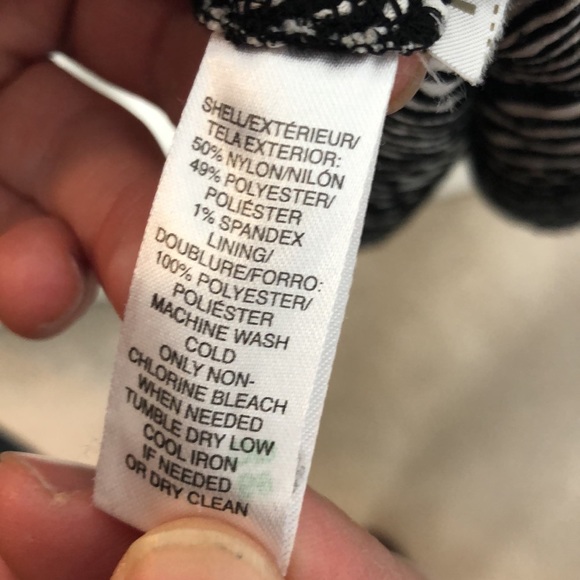 SHELL/EXTÉRIEUR/
TELA EXTERIOR:
50% NYLON/NILÓN
49% POLYESTER/
POLIÉSTER
1% SPANDEX
LINING/
DOUBLURE/FORRO:
100% POLYESTER/
POLIÉSTER
MACHINE WASH
COLD
ONLY NON-
CHLORINE BLEACH
WHEN NEEDED
TUMBLE DRY LOW
COOL IRON
IF NEEDED
OR DRY CLEAN